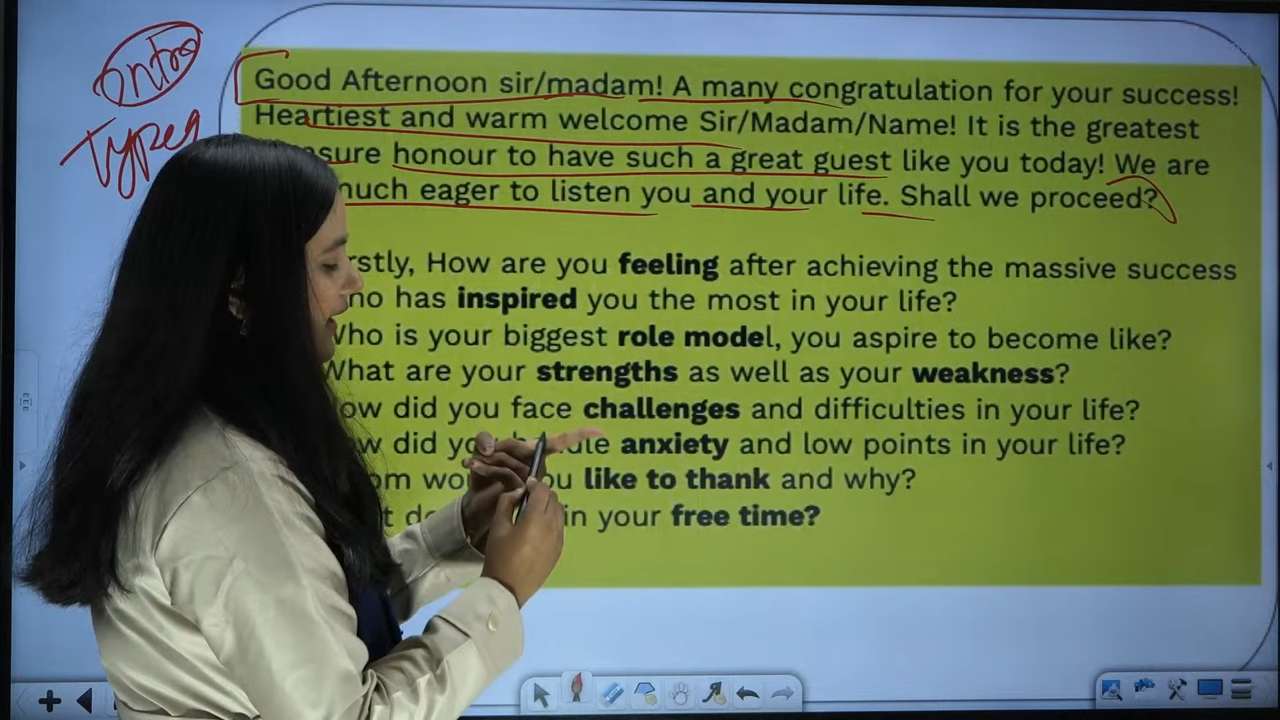 Intro
Types
Good Afternoon sir/madam! A many congratulation for your success!
Heartiest and warm welcome Sir/Madam/Name! It is the greatest
honour to have such a great guest like you today! We are
much eager to listen you and your life. Shall we proceed?
How are you feeling after achieving the massive success
has inspired you the most in your life?
Who is your biggest role model, you aspire to become like?
What are your strengths as well as your weakness?
did you face challenges and difficulties in your life?
did anxiety and low points in your life?
like to thank and why?
in your free time?